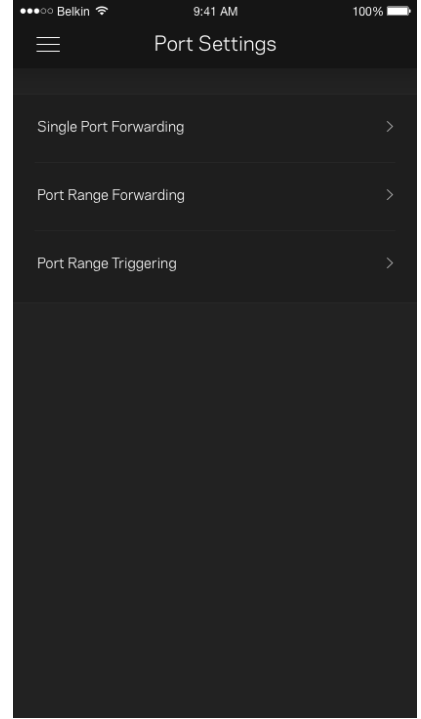 ●●●○○ Belkin 9:41 AM 100%
Port Settings
Single Port Forwarding
Port Range Forwarding
Port Range Triggering